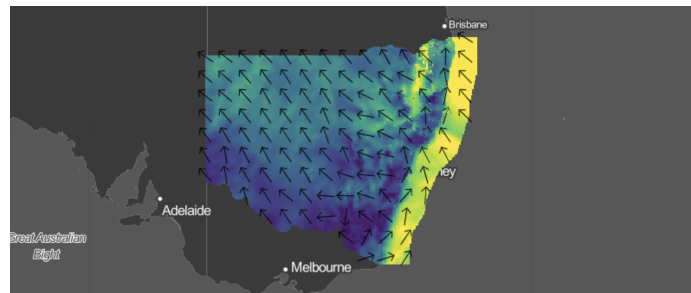 Brisbane
ney
Adelaide
Great Australian
Bight
Melbourne